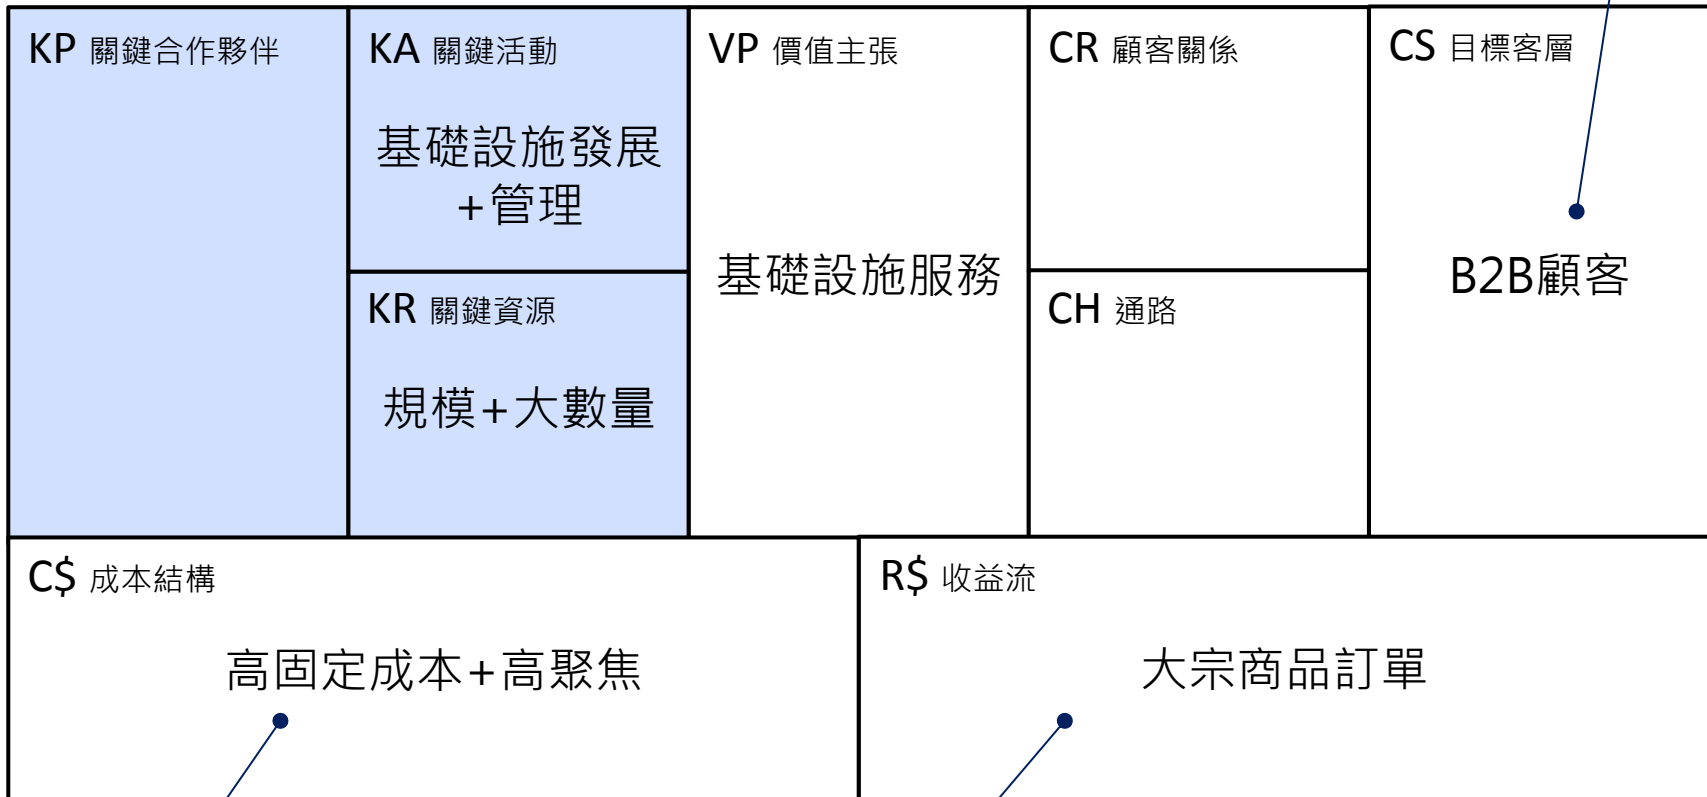 KP 關鍵合作夥伴
KA 關鍵活動
基礎設施發展
+管理
KR 關鍵資源
規模+大數量
VP 價值主張
基礎設施服務
CR 顧客關係
CH 通路
CS 目標客層
B2B顧客
C$ 成本結構
高固定成本+高聚焦
R$ 收益流
大宗商品訂單